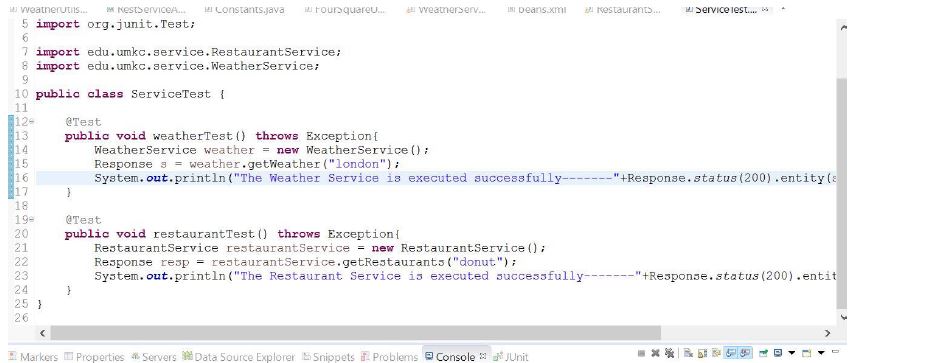 WeatherUtils... RestServiceA... Constants.java FourSquareU... WeatherServ... beans.xml RestaurantS... ServiceTest....
5 import org.junit.Test;
6
7 import edu.umkc.service.RestaurantService;
8 import edu.umkc.service.WeatherService;
9
10 public class ServiceTest {
11
12 @Test
13 public void weatherTest() throws Exception{
14 WeatherService weather = new WeatherService();
15 Response s = weather.getWeather("london");
16 System.out.println("The Weather Service is executed successfully-------"+Response.status(200).entity(s
17 }
18
19 @Test
20 public void restaurantTest() throws Exception{
21 RestaurantService restaurantService = new RestaurantService();
22 Response resp = restaurantService.getRestaurants("donut");
23 System.out.println("The Restaurant Service is executed successfully-------"+Response.status(200).entit
24 }
25 }
26
Markers Properties Servers Data Source Explorer Snippets Problems Console JUnit